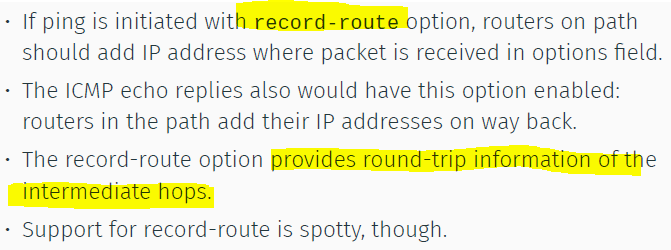 • If ping is initiated with record-route option, routers on path
should add IP address where packet is received in options field.
• The ICMP echo replies also would have this option enabled:
routers in the path add their IP addresses on way back.
• The record-route option provides round-trip information of the
intermediate hops.
• Support for record-route is spotty, though.